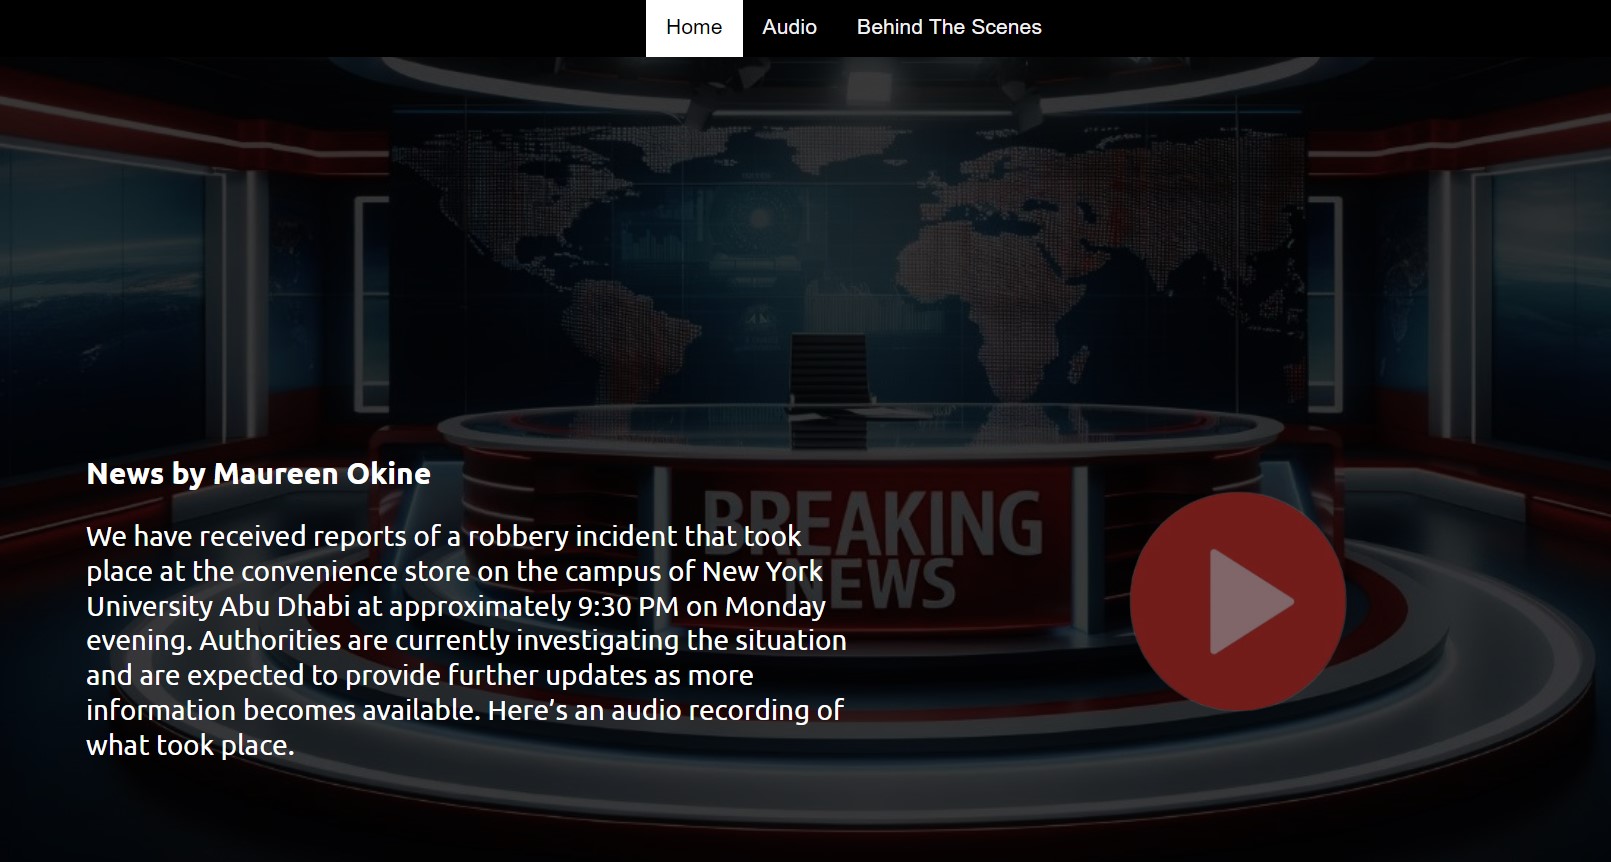 Home Audio Behind The Scenes
BREAKING
NEWS
News by Maureen Okine
We have received reports of a robbery incident that took
place at the convenience store on the campus of New York
University Abu Dhabi at approximately 9:30 PM on Monday
evening. Authorities are currently investigating the situation
and are expected to provide further updates as more
information becomes available. Here’s an audio recording of
what took place.